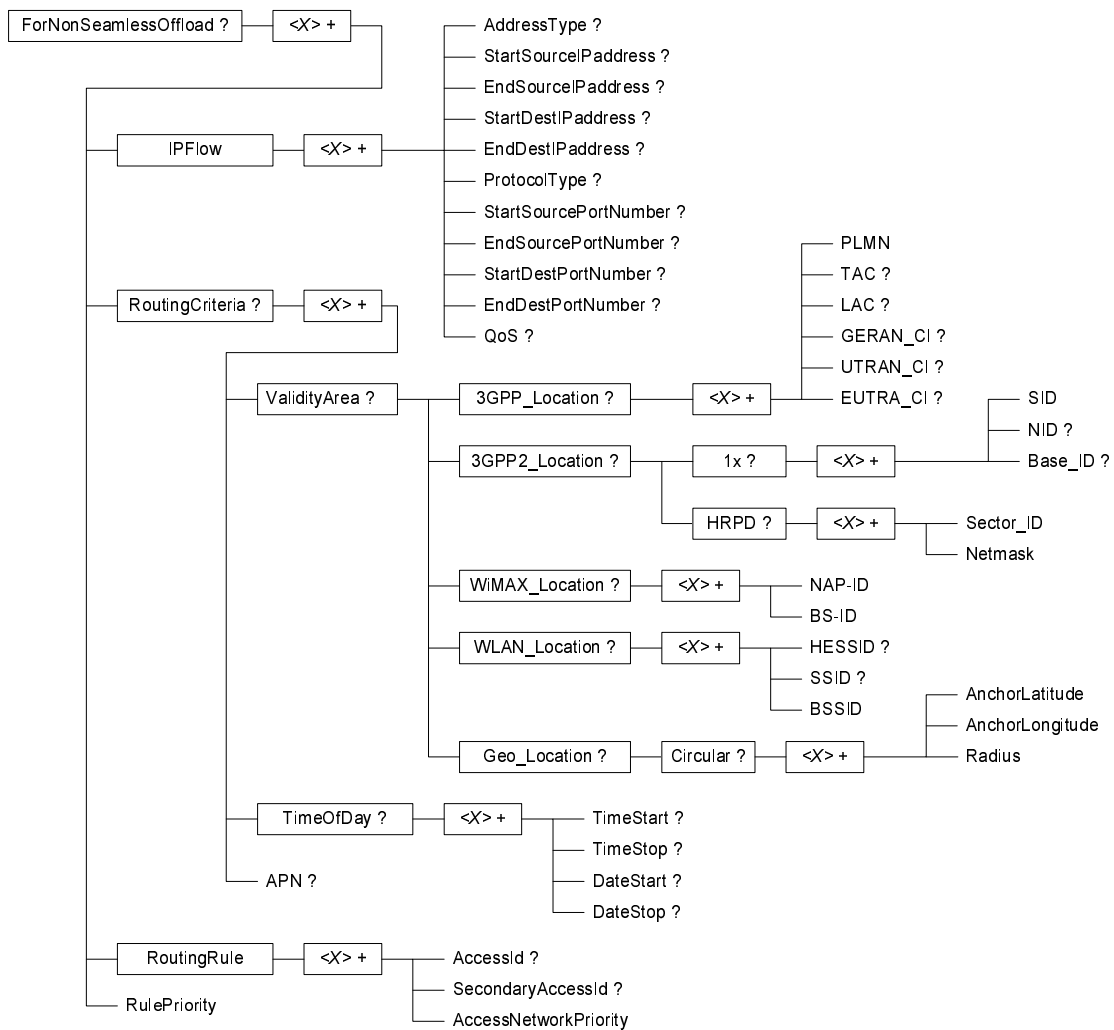 ForNonSeamlessOffload ?
<X> +
IPFlow
<X> +
AddressType ?
StartSourceIPaddress ?
EndSourceIPaddress ?
StartDestIPaddress ?
EndDestIPaddress ?
ProtocolType ?
StartSourcePortNumber ?
EndSourcePortNumber ?
StartDestPortNumber ?
EndDestPortNumber ?
QoS ?
RoutingCriteria ?
<X> +
ValidityArea ?
3GPP_Location ?
<X> +
PLMN
TAC ?
LAC ?
GERAN_CI ?
UTRAN_CI ?
EUTRA_CI ?
3GPP2_Location ?
1x ?
<X> +
SID
NID ?
Base_ID ?
HRPD ?
<X> +
Sector_ID
Netmask
WiMAX_Location ?
<X> +
NAP-ID
BS-ID
WLAN_Location ?
<X> +
HESSID ?
SSID ?
BSSID
Geo_Location ?
Circular ?
<X> +
AnchorLatitude
AnchorLongitude
Radius
TimeOfDay ?
<X> +
TimeStart ?
TimeStop ?
DateStart ?
DateStop ?
APN ?
RoutingRule
<X> +
AccessId ?
SecondaryAccessId ?
AccessNetworkPriority
RulePriority